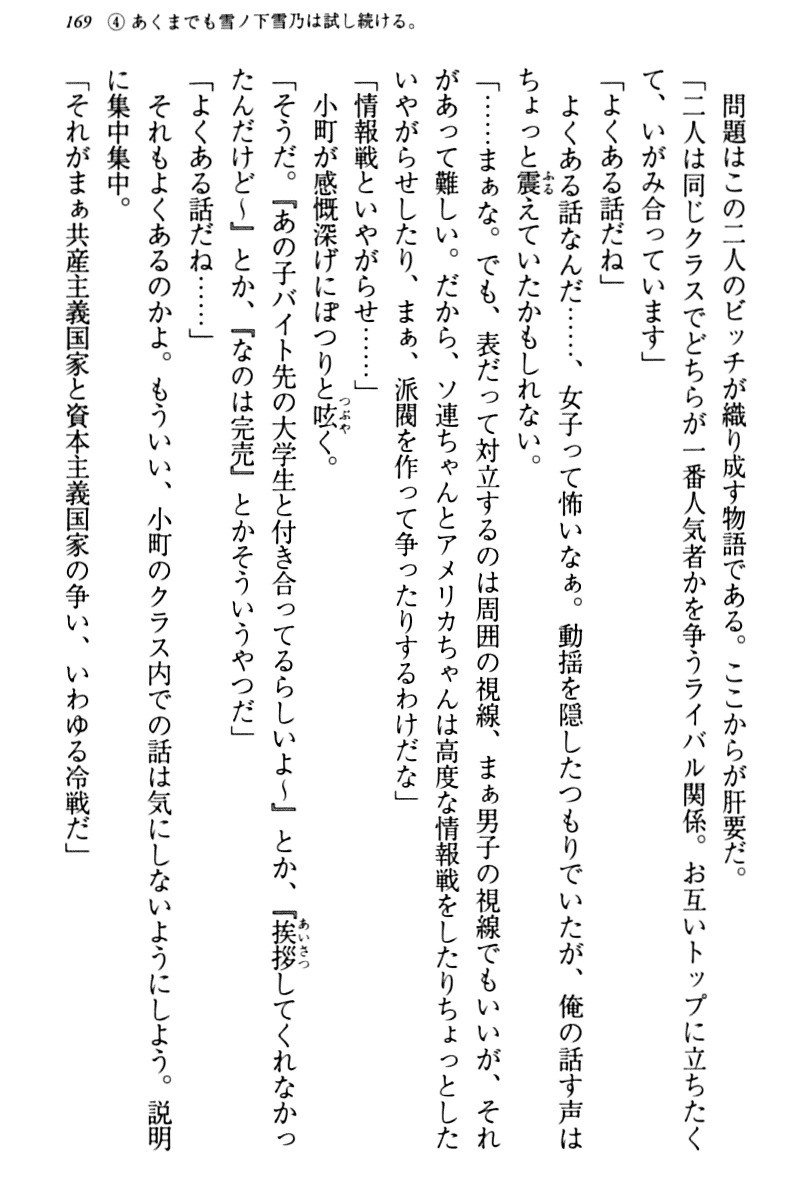 169 ④ あくまでも雪ノ下雪乃は試し続ける。
　問題はこの二人のビッチが織り成す物語である。ここからが肝要だ。
「二人は同じクラスでどちらが一番人気者かを争うライバル関係。お互いトップに立ちたく
て、いがみ合っています」
「よくある話だね」
　よくある話なんだ……、女子って怖いなぁ。動揺を隠したつもりでいたが、俺の話す声は
ちょっと震えていたかもしれない。
ふる
「……まぁな。でも、表だって対立するのは周囲の視線、まぁ男子の視線でもいいが、それ
があって難しい。だから、ソ連ちゃんとアメリカちゃんは高度な情報戦をしたりちょっとした
いやがらせしたり、まぁ、派閥を作って争ったりするわけだな」
「情報戦といやがらせ……」
　小町が感慨深げにぽつりと呟く。
つぶや
「そうだ。『あの子バイト先の大学生と付き合ってるらしいよ～』とか、『挨拶してくれなかっ
あいさつ
たんだけど～』とか、『なのは完売』とかそういうやつだ」
「よくある話だね……」
　それもよくあるのかよ。もういい、小町のクラス内での話は気にしないようにしよう。説明
に集中集中。
「それがまぁ共産主義国家と資本主義国家の争い、いわゆる冷戦だ」